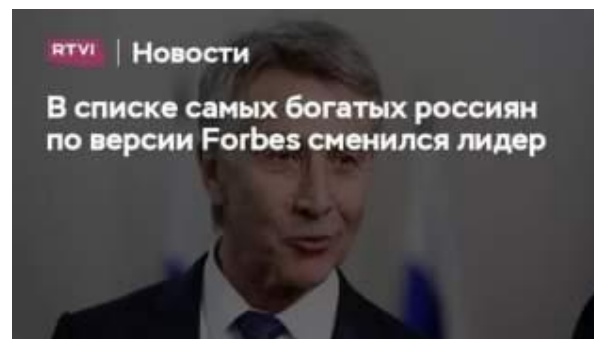 RTVI | Новости
В списке самых богатых россиян
по версии Forbes сменился лидер